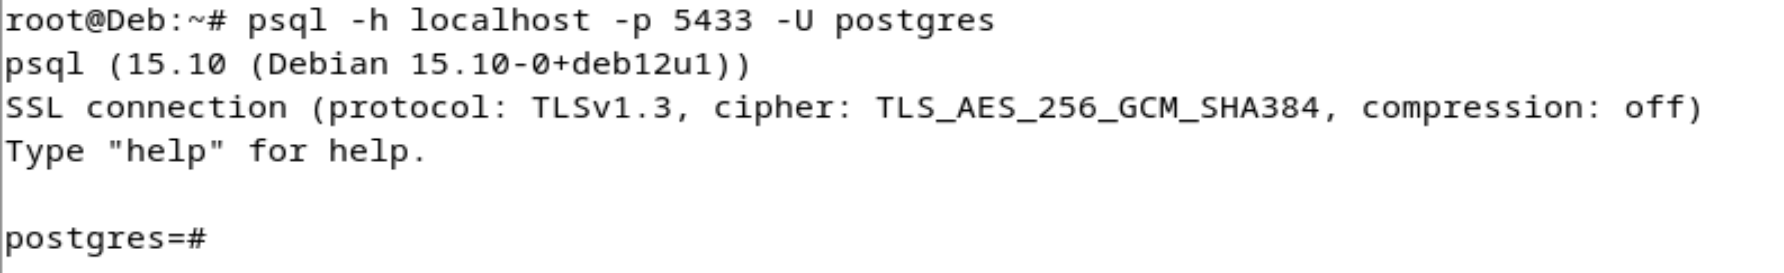 root@Deb:~# psql -h localhost -p 5433 -U postgres
psql (15.10 (Debian 15.10-0+deb12u1))
SSL connection (protocol: TLSv1.3, cipher: TLS_AES_256_GCM_SHA384, compression: off)
Type "help" for help.

postgres=#